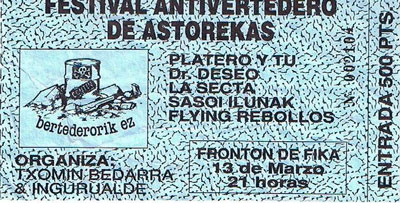 FESTIVAL ANTIVERTEDERO
DE ASTOREKAS
PLATERO Y TU
Dr. DESEO
LA SECTA
SASOI ILUNAK
FLYING REBOLLOS
bertederorik ez
ORGANIZA:
TXOMIN BEDARRA
& INGURUALDE
FRONTON DE FIKA
13 de Marzo
21 horas
ENTRADA 500 PTS.